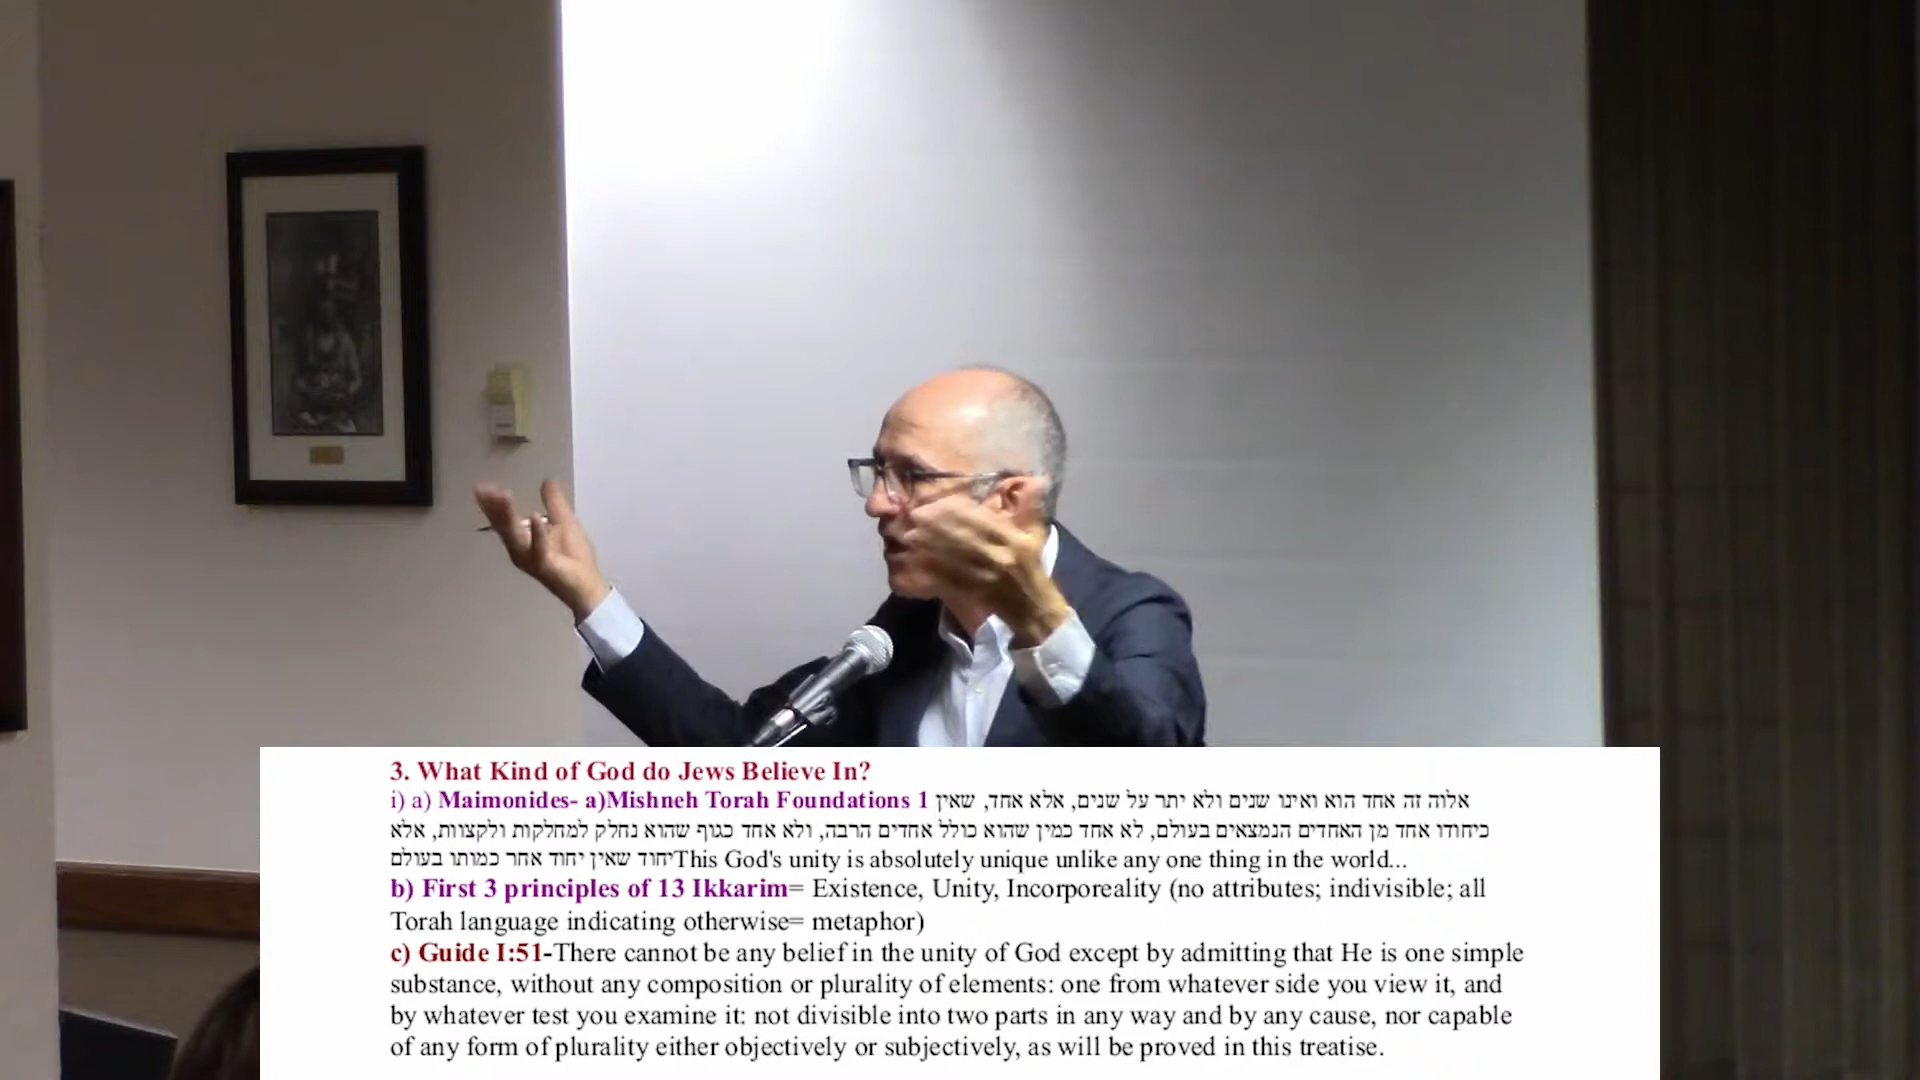 3. What Kind of God do Jews Believe In?
i) a) Maimonides- a)Mishneh Torah Foundations 1 אלוה זה אחד הוא ואינו שנים ולא יתר על שנים, אלא אחד, שאין
כיחודו אחד מן האחדים הנמצאים בעולם, לא אחד כמין שהוא כולל אחדים הרבה, ולא אחד כגוף שהוא נחלק למחלקות ולקצוות, אלא
יחוד שאין יחוד אחר כמותו בעולםThis God's unity is absolutely unique unlike any one thing in the world...
b) First 3 principles of 13 Ikkarim= Existence, Unity, Incorporeality (no attributes; indivisible; all
Torah language indicating otherwise= metaphor)
c) Guide I:51-There cannot be any belief in the unity of God except by admitting that He is one simple
substance, without any composition or plurality of elements: one from whatever side you view it, and
by whatever test you examine it: not divisible into two parts in any way and by any cause, nor capable
of any form of plurality either objectively or subjectively, as will be proved in this treatise.